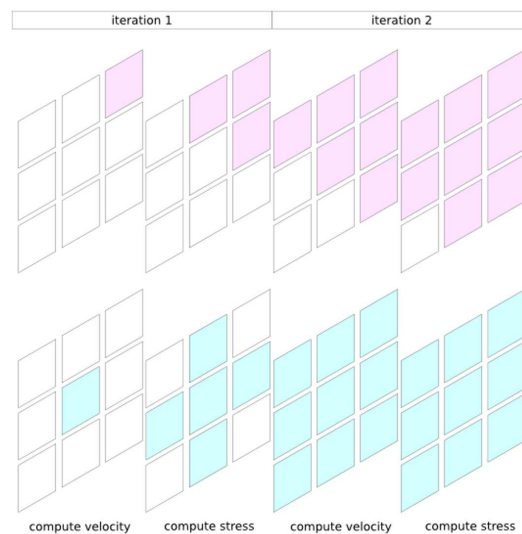 iteration 1
iteration 2
compute velocity
compute stress
compute velocity
compute stress